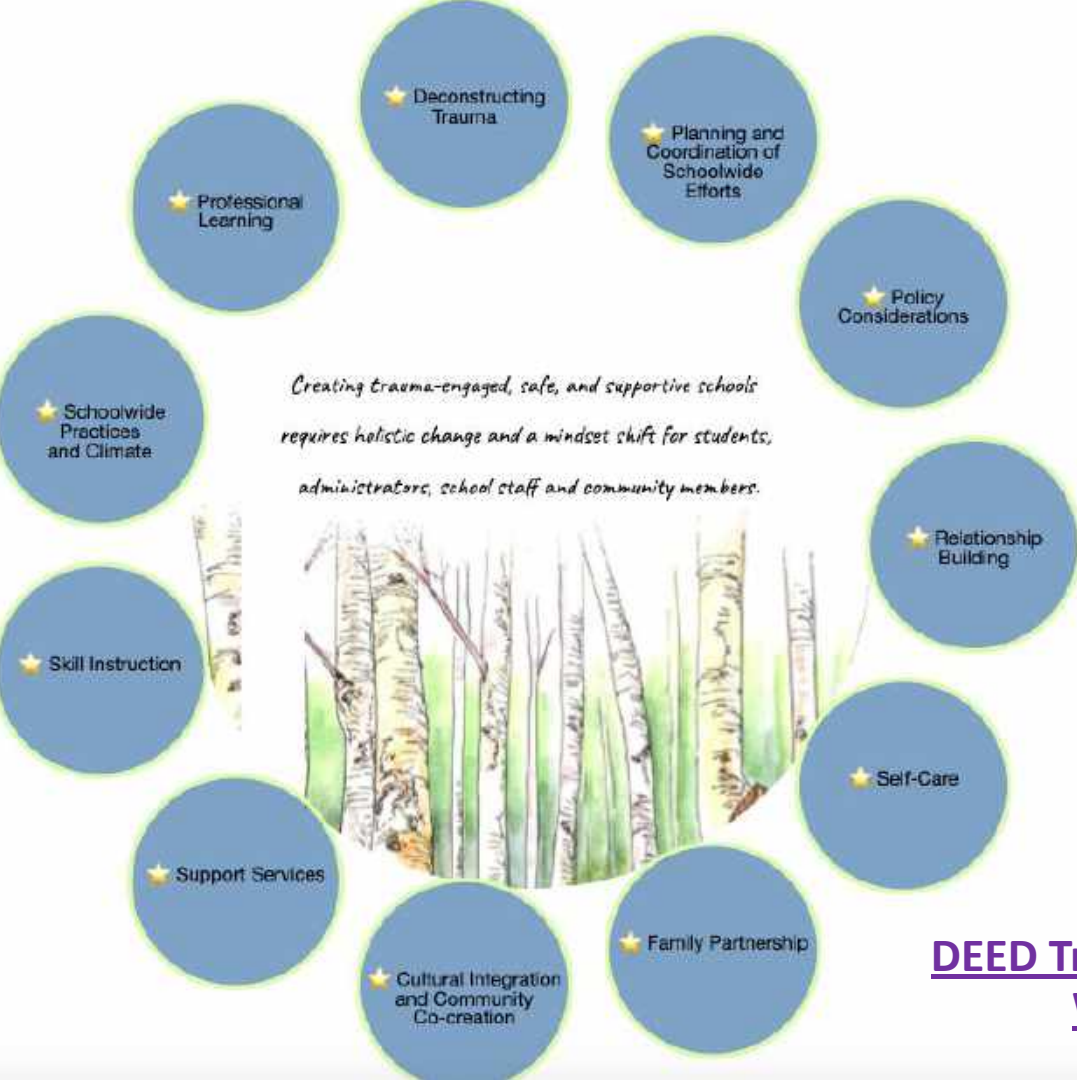 Deconstructing
Trauma
Planning and
Coordination of
Schoolwide
Efforts
Policy
Considerations
Relationship
Building
Self-Care
Family Partnership
Cultural Integration
and Community
Co-creation
Support Services
Skill Instruction
Schoolwide
Practices
and Climate
Professional
Learning
Creating trauma-engaged, safe, and supportive schools
requires holistic change and a mindset shift for students,
administrators, school staff and community members.
DEED